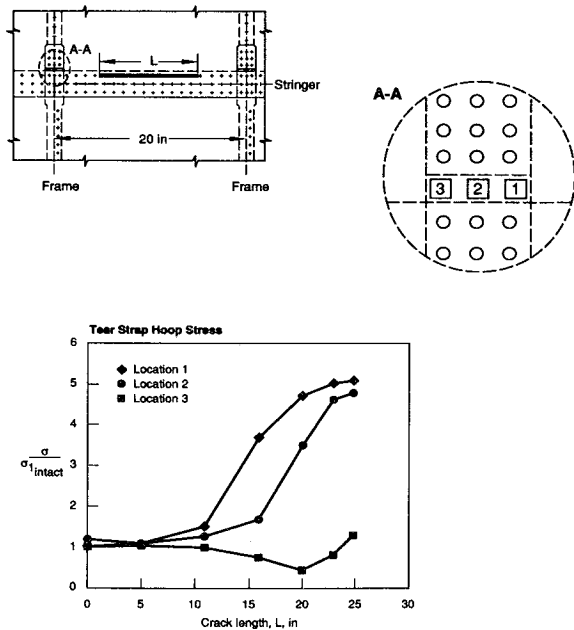 A-A
L
Stringer
20 in
Frame
Frame
A-A
3 2 1
Tear Strap Hoop Stress
6
5
4
3
2
1
0
Location 1
Location 2
Location 3
σ
σ1intact
0 5 10 15 20 25 30
Crack length, L, in